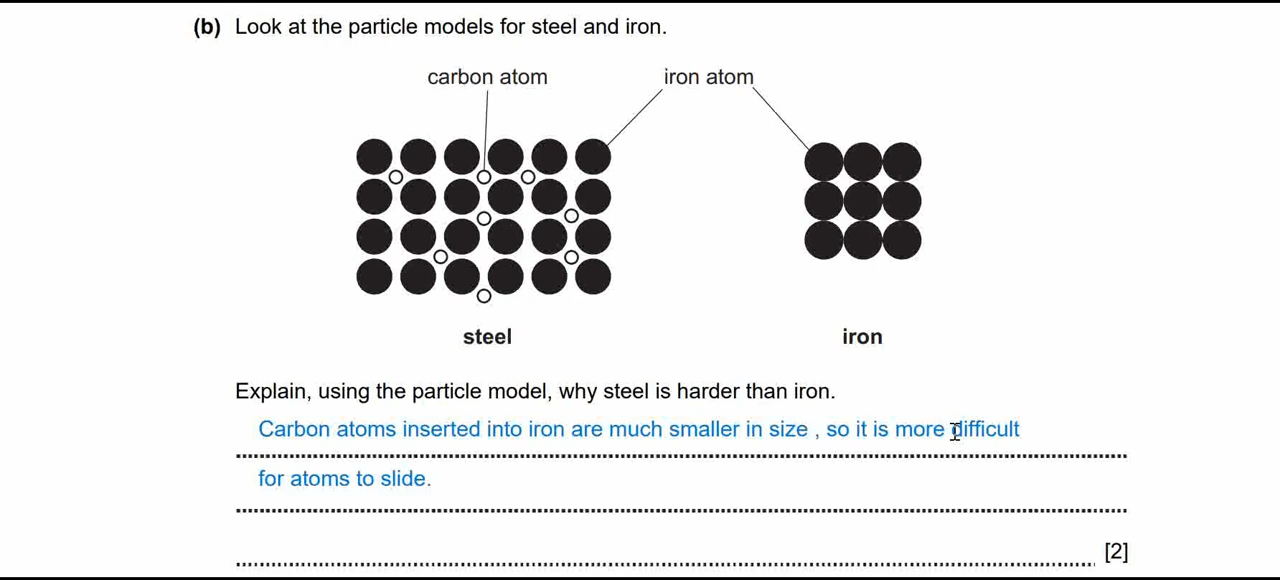 (b) Look at the particle models for steel and iron.
carbon atom
iron atom
steel
iron
Explain, using the particle model, why steel is harder than iron.
Carbon atoms inserted into iron are much smaller in size , so it is more difficult
for atoms to slide.
[2]